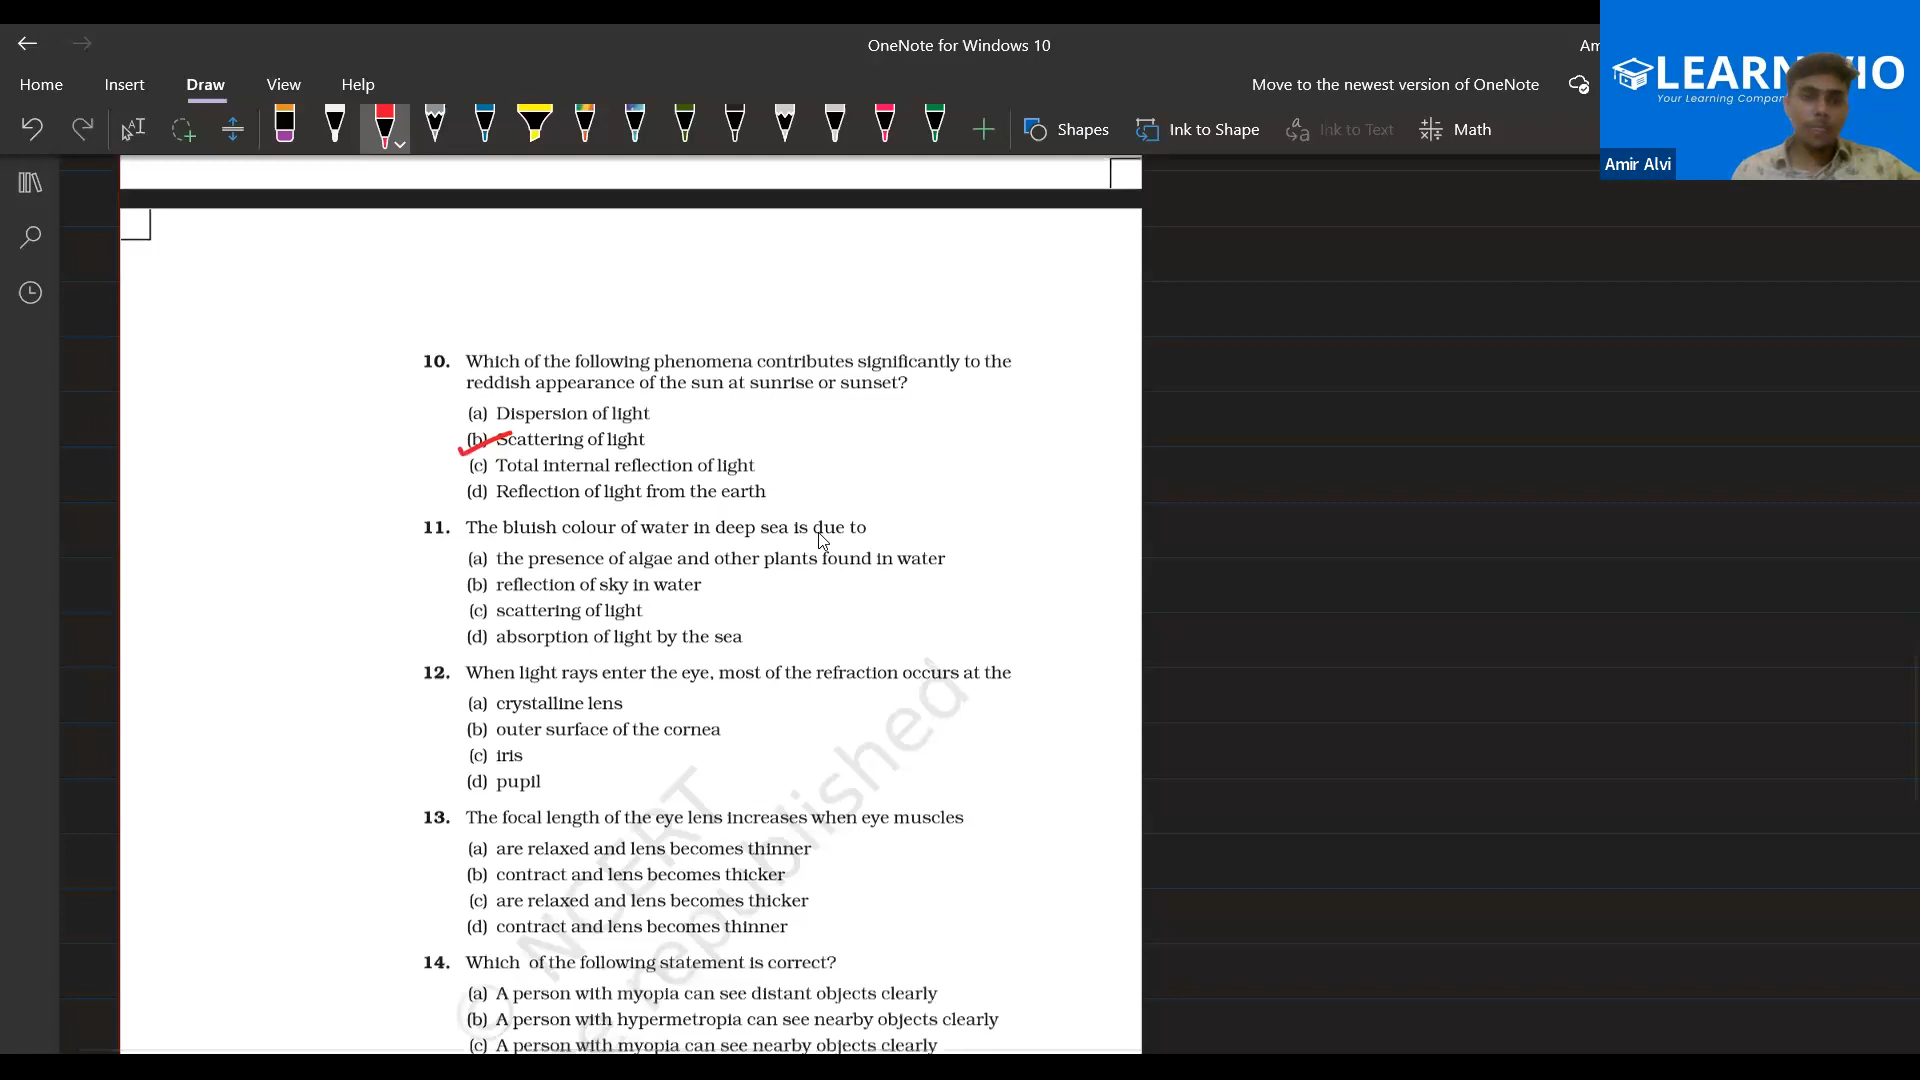 OneNote for Windows 10
Am
Home
Insert
Draw
View
Help
Move to the newest version of OneNote
LEARN IO
Your Learning Compan
Shapes
Ink to Shape
Ink to Text
Math
Amir Alvi
10. Which of the following phenomena contributes significantly to the
reddish appearance of the sun at sunrise or sunset?
(a) Dispersion of light
(b) Scattering of light
(c) Total internal reflection of light
(d) Reflection of light from the earth
11. The bluish colour of water in deep sea is due to
(a) the presence of algae and other plants found in water
(b) reflection of sky in water
(c) scattering of light
(d) absorption of light by the sea
12. When light rays enter the eye, most of the refraction occurs at the
(a) crystalline lens
(b) outer surface of the cornea
(c) iris
(d) pupil
13. The focal length of the eye lens increases when eye muscles
(a) are relaxed and lens becomes thinner
(b) contract and lens becomes thicker
(c) are relaxed and lens becomes thicker
(d) contract and lens becomes thinner
14. Which of the following statement is correct?
(a) A person with myopia can see distant objects clearly
(b) A person with hypermetropia can see nearby objects clearly
(c) A person with myopia can see nearby objects clearly
© NCERT
republished